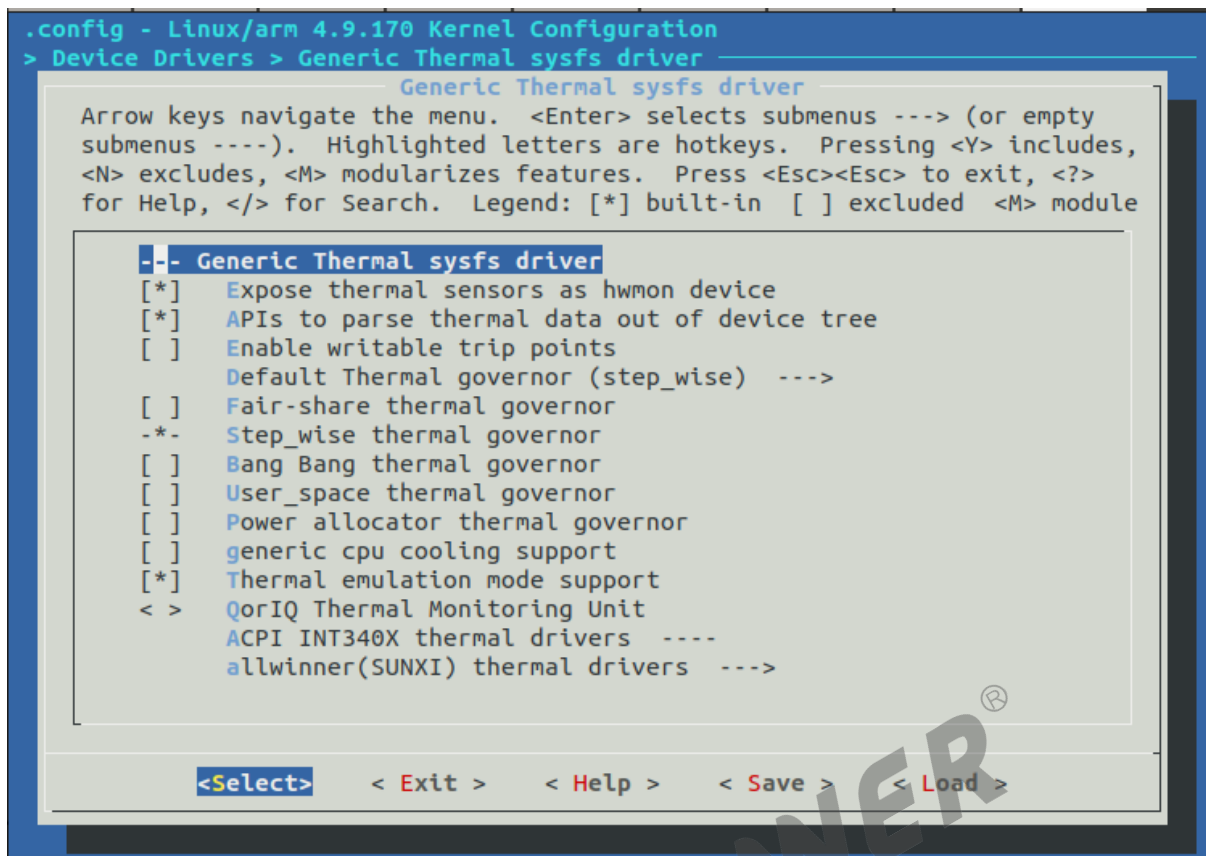 .config - Linux/arm 4.9.170 Kernel Configuration
> Device Drivers > Generic Thermal sysfs driver
Generic Thermal sysfs driver
Arrow keys navigate the menu.  <Enter> selects submenus ---> (or empty
submenus ----).  Highlighted letters are hotkeys.  Pressing <Y> includes,
<N> excludes, <M> modularizes features.  Press <Esc><Esc> to exit, <?>
for Help, </> for Search.  Legend: [*] built-in  [ ] excluded  <M> module
--- Generic Thermal sysfs driver
[*]   Expose thermal sensors as hwmon device
[*]   APIs to parse thermal data out of device tree
[ ]   Enable writable trip points
Default Thermal governor (step_wise)  --->
[ ]   Fair-share thermal governor
-*-   Step_wise thermal governor
[ ]   Bang Bang thermal governor
[ ]   User_space thermal governor
[ ]   Power allocator thermal governor
[ ]   generic cpu cooling support
[*]   Thermal emulation mode support
< >   QorIQ Thermal Monitoring Unit
ACPI INT340X thermal drivers  ----
allwinner(SUNXI) thermal drivers  --->
<Select>    < Exit >    < Help >    < Save >    < Load >